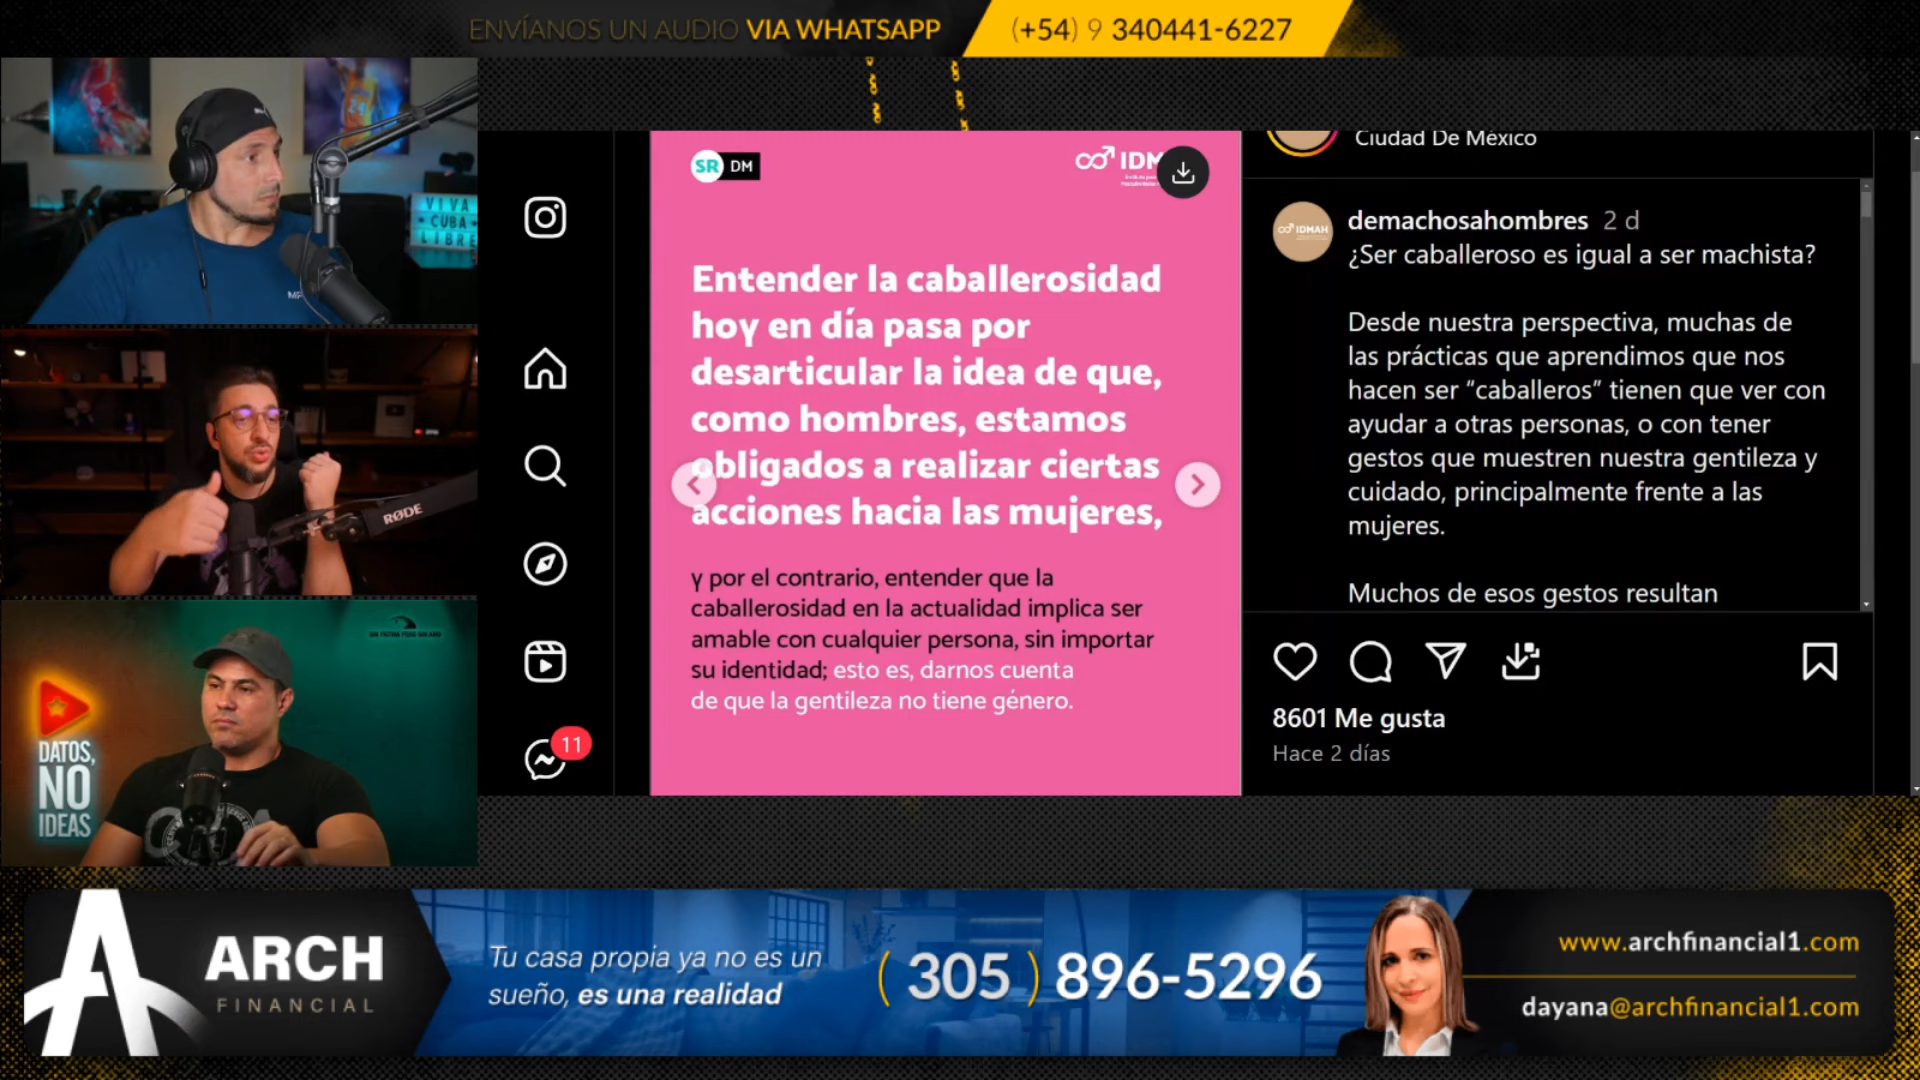 ENVÍANOS UN AUDIO VIA WHATSAPP
(+54) 9 340441-6227
VIVA
CUBA
LIBRE
RØDE
DATOS,
NO
IDEAS
SR DM
Entender la caballerosidad
hoy en día pasa por
desarticular la idea de que,
como hombres, estamos
obligados a realizar ciertas
acciones hacia las mujeres,
y por el contrario, entender que la
caballerosidad en la actualidad implica ser
amable con cualquier persona, sin importar
su identidad; esto es, darnos cuenta
de que la gentileza no tiene género.
11
Ciudad De México
IDMAH
demachosahombres 2 d
¿Ser caballeroso es igual a ser machista?
Desde nuestra perspectiva, muchas de
las prácticas que aprendimos que nos
hacen ser “caballeros” tienen que ver con
ayudar a otras personas, o con tener
gestos que muestren nuestra gentileza y
cuidado, principalmente frente a las
mujeres.
Muchos de esos gestos resultan
8601 Me gusta
Hace 2 días
ARCH
FINANCIAL
Tu casa propia ya no es un
sueño, es una realidad
(305) 896-5296
www.archfinancial1.com
dayana@archfinancial1.com